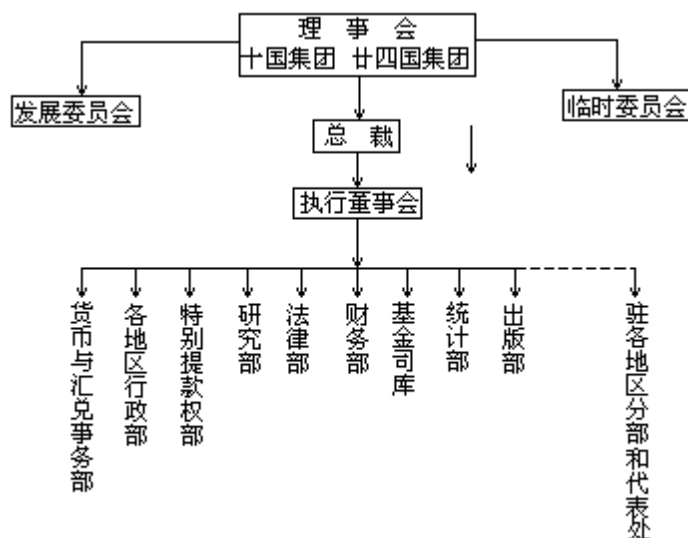 理 事 会
十国集团 廿四国集团
发展委员会
临时委员会
总 裁
执行董事会
货币与汇兑事务部
各地区行政部
特别提款权部
研究部
法律部
财务部
基金司库
统计部
出版部
驻各地区分部和代表处